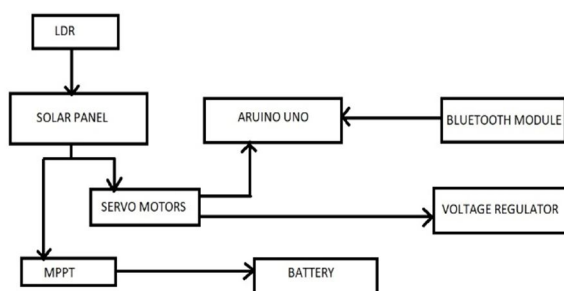 LDR
SOLAR PANEL
ARUINO UNO
BLUETOOTH MODULE
SERVO MOTORS
VOLTAGE REGULATOR
MPPT
BATTERY